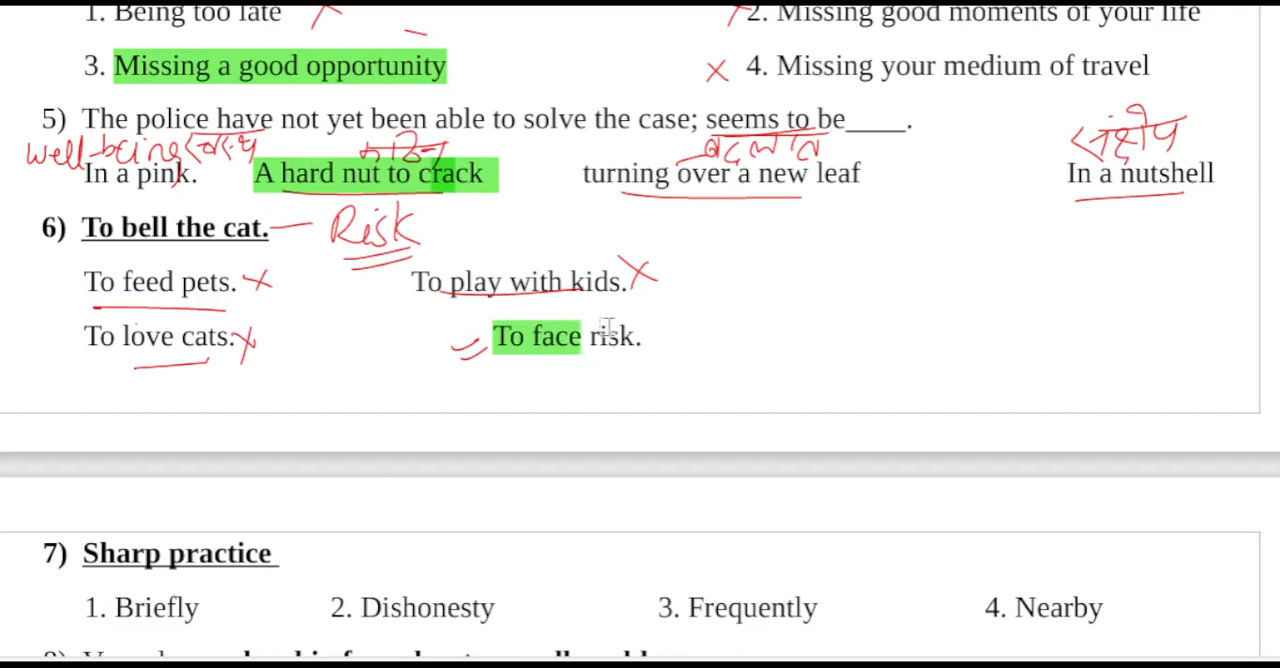 1. Being too late 2. Missing good moments of your life
3. Missing a good opportunity 4. Missing your medium of travel
5) The police have not yet been able to solve the case; seems to be____.
well-being स्वस्थ कठिन बदलाव संक्षेप
In a pink. A hard nut to crack turning over a new leaf In a nutshell
6) To bell the cat. Risk
To feed pets. To play with kids.
To love cats. To face risk.
7) Sharp practice
1. Briefly 2. Dishonesty 3. Frequently 4. Nearby